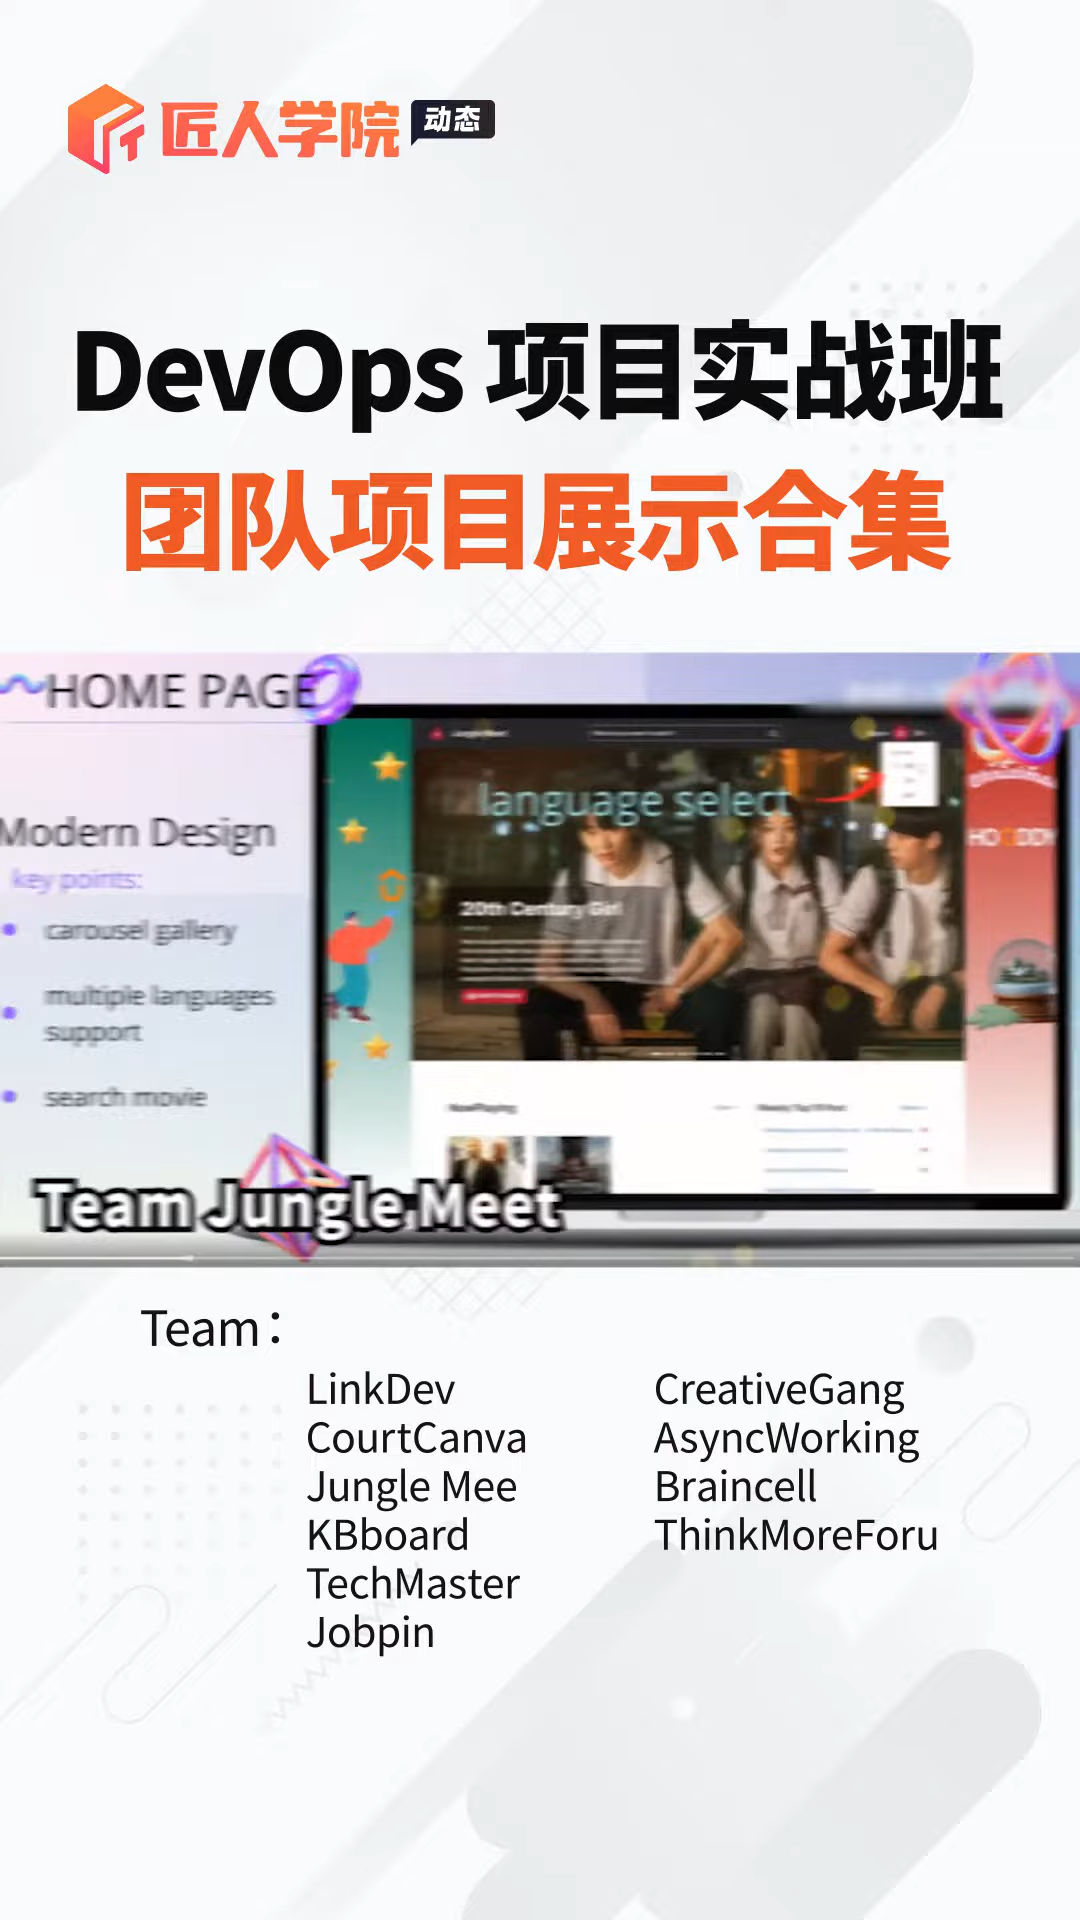 匠人学院 动态
DevOps 项目实战班
团队项目展示合集
HOME PAGE
Modern Design
key points:
carousel gallery
multiple languages
support
search movie
language select
20th Century Girl
Team Jungle Meet
Team：
LinkDev
CourtCanva
Jungle Mee
KBboard
TechMaster
Jobpin
CreativeGang
AsyncWorking
Braincell
ThinkMoreForu